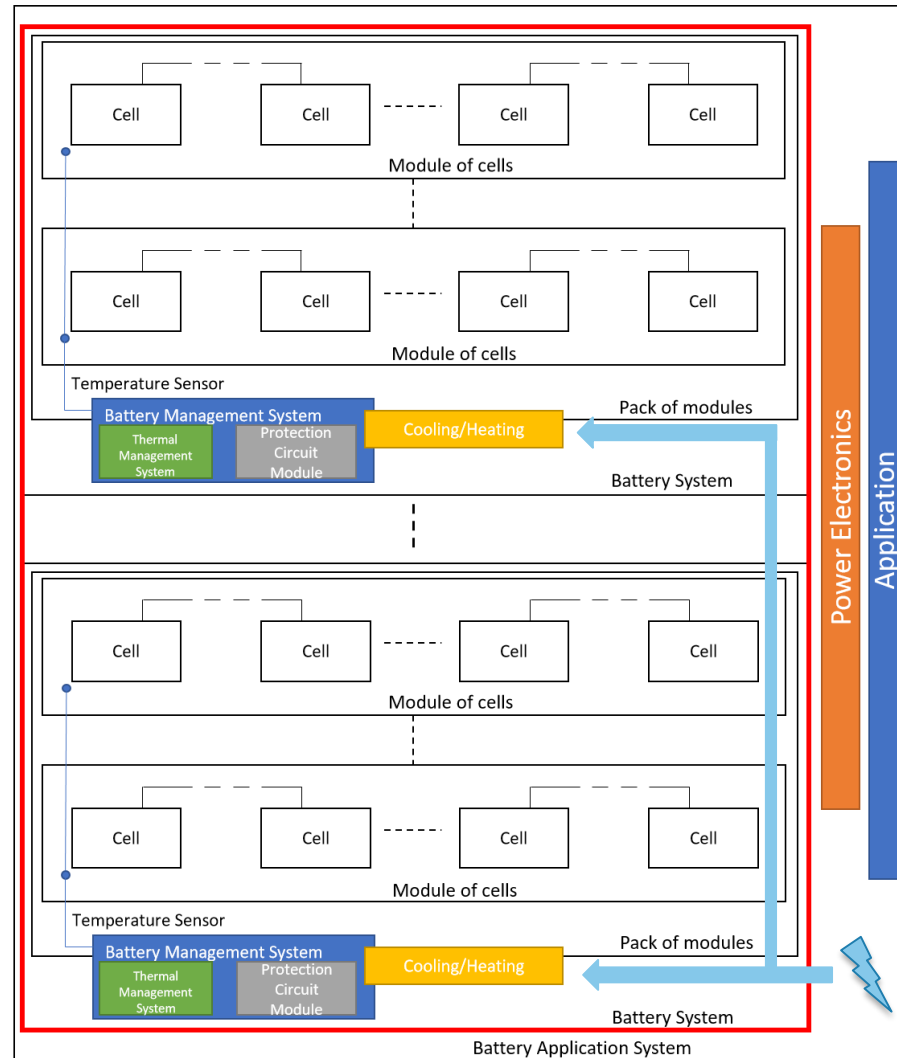 Cell Cell Cell Cell
Module of cells
Cell Cell Cell Cell
Module of cells
Temperature Sensor
Battery Management System
Thermal
Management
System
Protection
Circuit
Module
Cooling/Heating
Pack of modules
Battery System
Cell Cell Cell Cell
Module of cells
Cell Cell Cell Cell
Module of cells
Temperature Sensor
Battery Management System
Thermal
Management
System
Protection
Circuit
Module
Cooling/Heating
Pack of modules
Battery System
Battery Application System
Power Electronics
Application